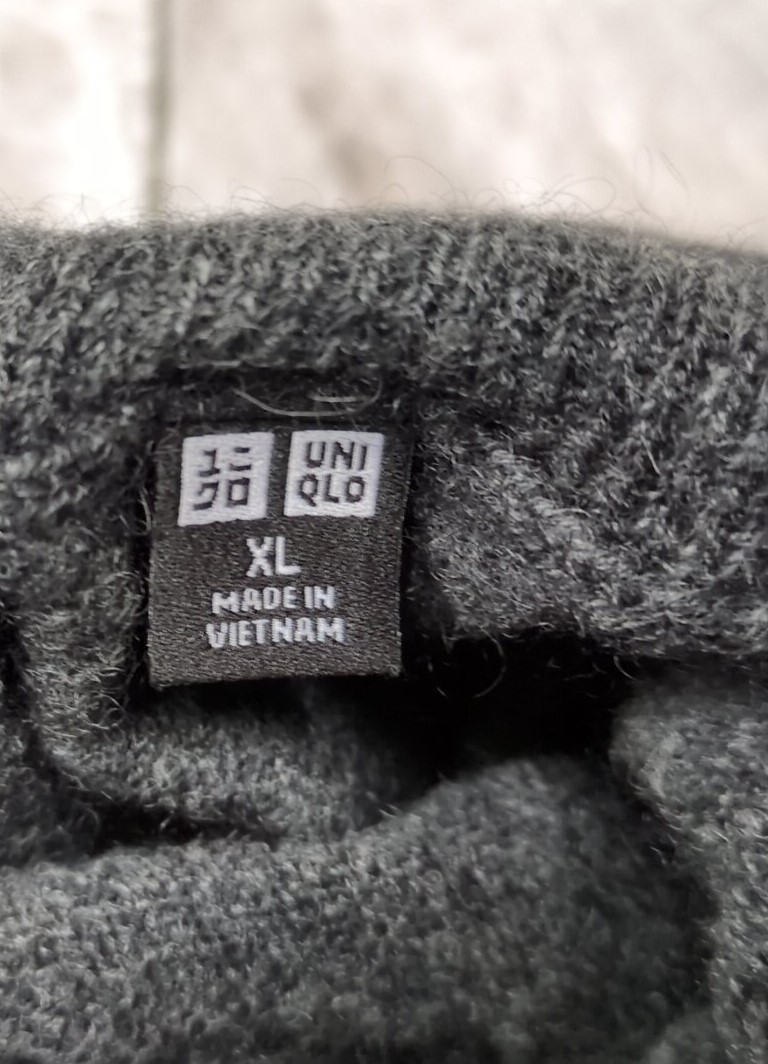 ユニ UNI
クロ QLO
XL
MADE IN
VIETNAM